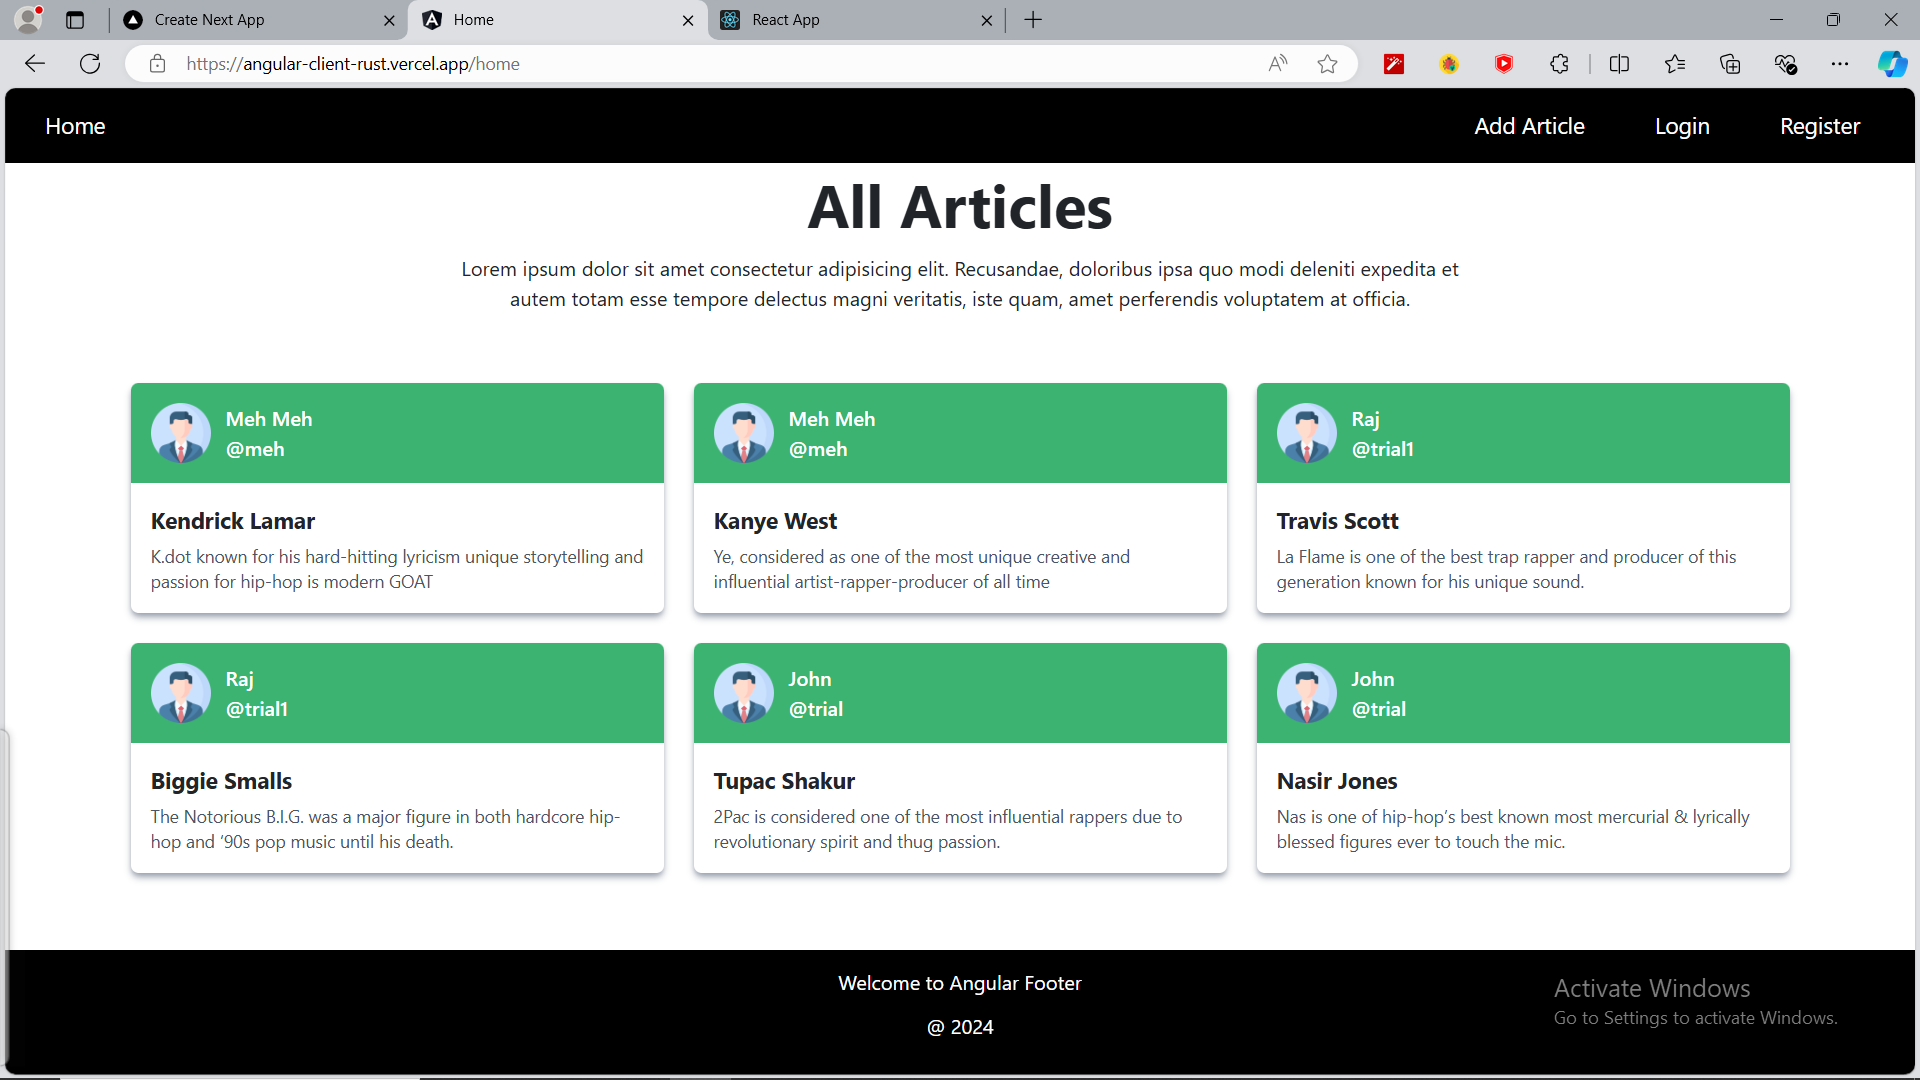 Create Next App
Home
React App
https://angular-client-rust.vercel.app/home
Home
Add Article
Login
Register
All Articles
Lorem ipsum dolor sit amet consectetur adipisicing elit. Recusandae, doloribus ipsa quo modi deleniti expedita et
autem totam esse tempore delectus magni veritatis, iste quam, amet perferendis voluptatem at officia.
Meh Meh
@meh
Kendrick Lamar
K.dot known for his hard-hitting lyricism unique storytelling and
passion for hip-hop is modern GOAT
Meh Meh
@meh
Kanye West
Ye, considered as one of the most unique creative and
influential artist-rapper-producer of all time
Raj
@trial1
Travis Scott
La Flame is one of the best trap rapper and producer of this
generation known for his unique sound.
Raj
@trial1
Biggie Smalls
The Notorious B.I.G. was a major figure in both hardcore hip-
hop and ‘90s pop music until his death.
John
@trial
Tupac Shakur
2Pac is considered one of the most influential rappers due to
revolutionary spirit and thug passion.
John
@trial
Nasir Jones
Nas is one of hip-hop’s best known most mercurial & lyrically
blessed figures ever to touch the mic.
Welcome to Angular Footer
@ 2024
Activate Windows
Go to Settings to activate Windows.